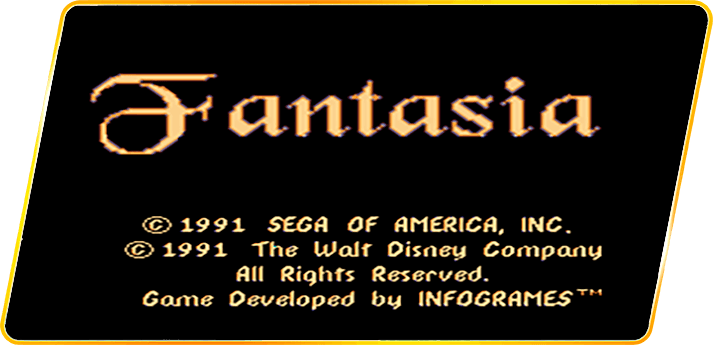 Fantasia
© 1991 SEGA OF AMERICA, INC.
© 1991 The Walt Disney Company
All Rights Reserved.
Game Developed by INFOGRAMES™